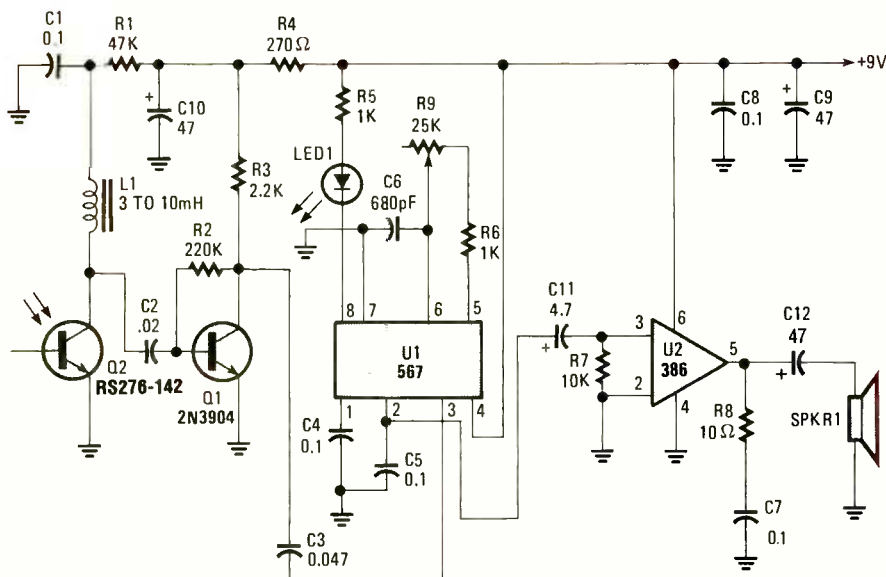 C1
0.1
R1
47K
R4
270Ω
+9V
+
C10
47
R5
1K
R9
25K
C8
0.1
+
C9
47
LED1
R3
2.2K
C6
680pF
L1
3 TO 10mH
R2
220K
R6
1K
C2
.02
8
7
6
5
C11
4.7
+
3
6
U2
386
5
C12
47
+
Q2
RS276-142
Q1
2N3904
U1
567
R7
10K
2
4
R8
10Ω
SPKR1
1
2
3
4
C4
0.1
C5
0.1
C7
0.1
C3
0.047